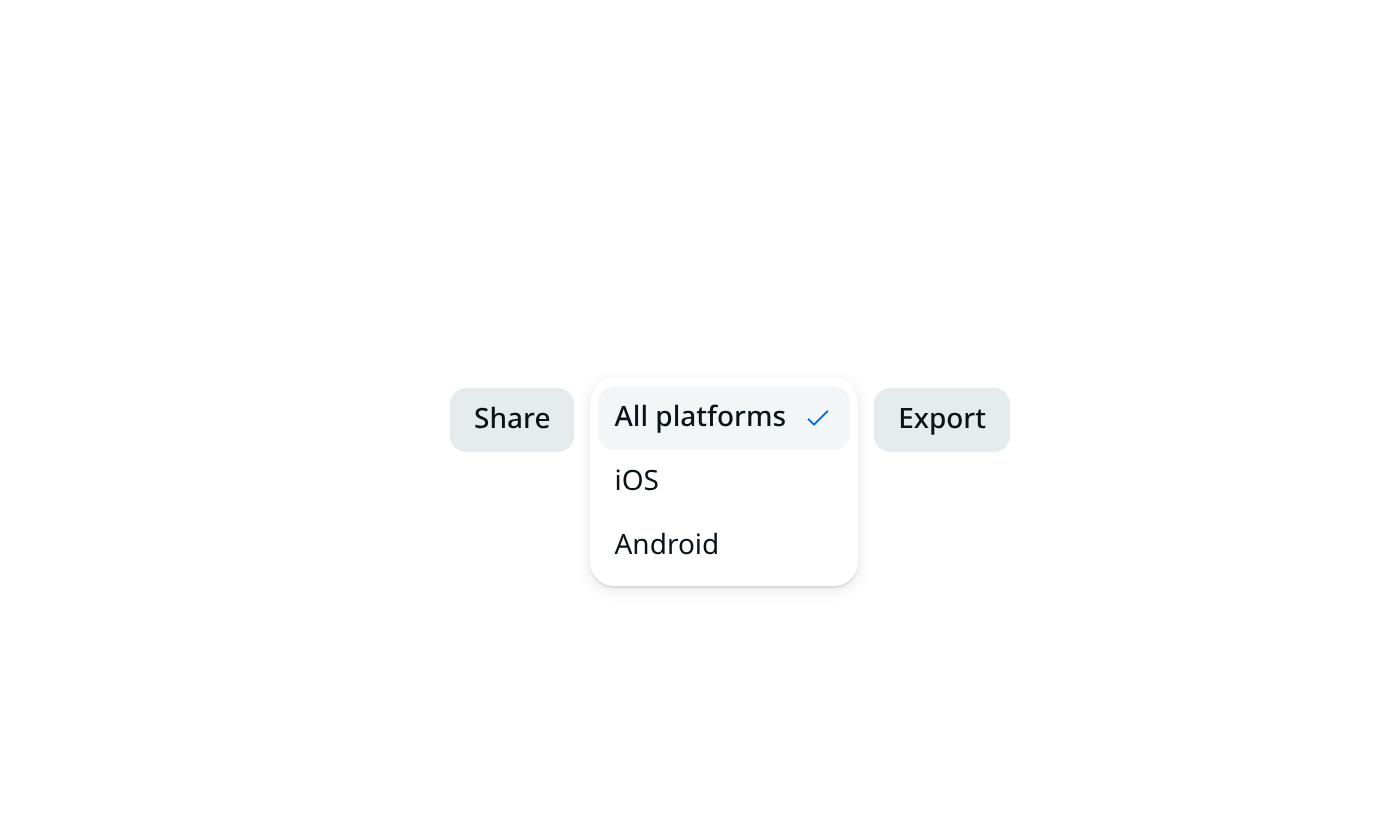 Share
All platforms
Export
iOS
Android